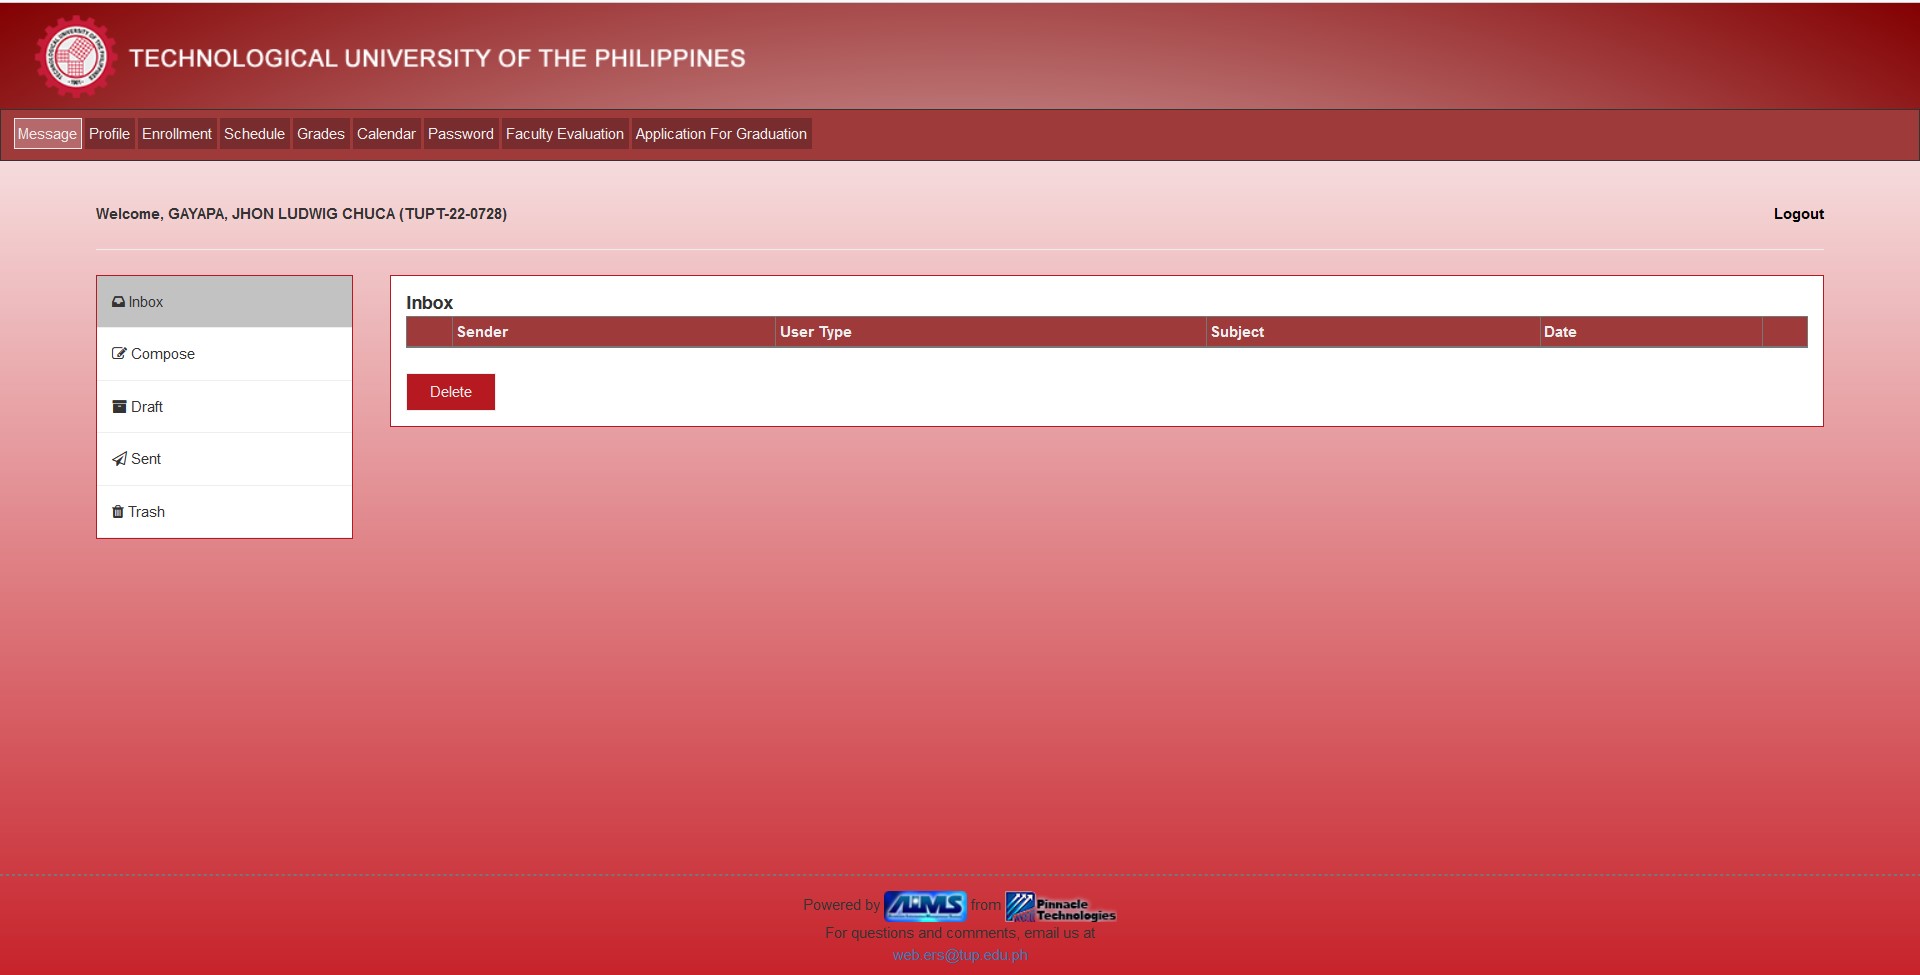 TECHNOLOGICAL UNIVERSITY OF THE PHILIPPINES
Message Profile Enrollment Schedule Grades Calendar Password Faculty Evaluation Application For Graduation
Welcome, GAYAPA, JHON LUDWIG CHUCA (TUPT-22-0728)
Logout
Inbox
Compose
Draft
Sent
Trash
Inbox
Sender User Type Subject Date
Delete
Powered by AIMS from Pinnacle Technologies
For questions and comments, email us at
web.ers@tup.edu.ph